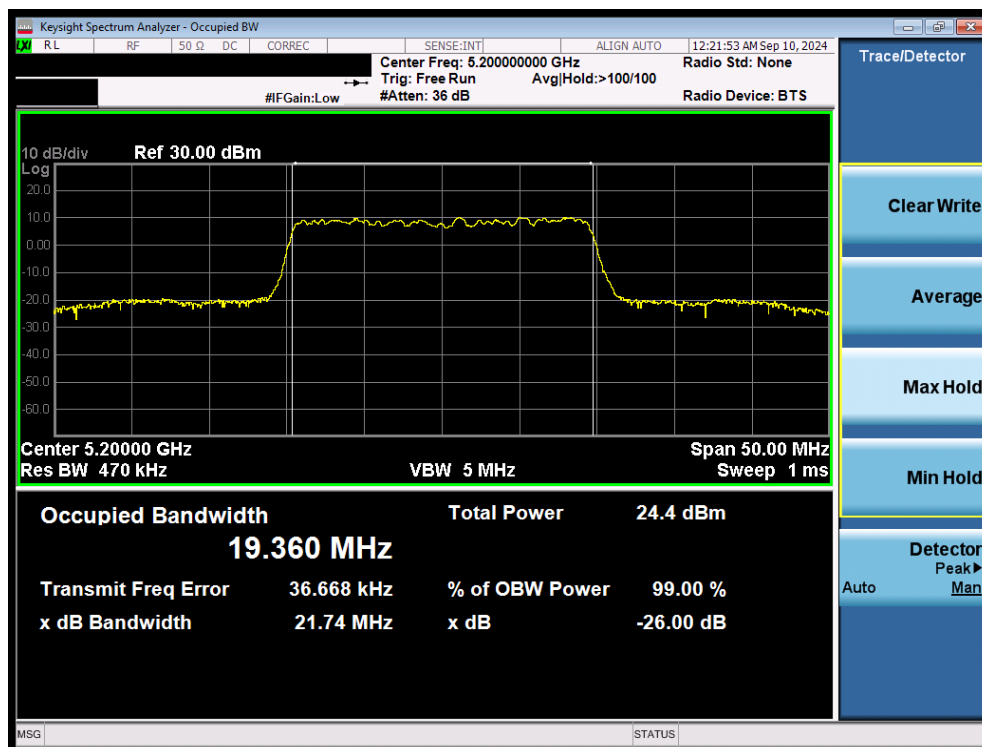 Keysight Spectrum Analyzer - Occupied BW
LXI RL RF 50 Ω DC CORREC SENSE:INT ALIGN AUTO 12:21:53 AM Sep 10, 2024
Center Freq: 5.200000000 GHz Radio Std: None
Trig: Free Run Avg|Hold:>100/100
#IFGain:Low #Atten: 36 dB Radio Device: BTS
Trace/Detector
10 dB/div Ref 30.00 dBm
Log
20.0
10.0
0.00
-10.0
-20.0
-30.0
-40.0
-50.0
-60.0
Center 5.20000 GHz Span 50.00 MHz
Res BW 470 kHz VBW 5 MHz Sweep 1 ms
Occupied Bandwidth Total Power 24.4 dBm
19.360 MHz
Transmit Freq Error 36.668 kHz % of OBW Power 99.00 %
x dB Bandwidth 21.74 MHz x dB -26.00 dB
Clear Write
Average
Max Hold
Min Hold
Detector
Peak▶
Auto Man
MSG STATUS